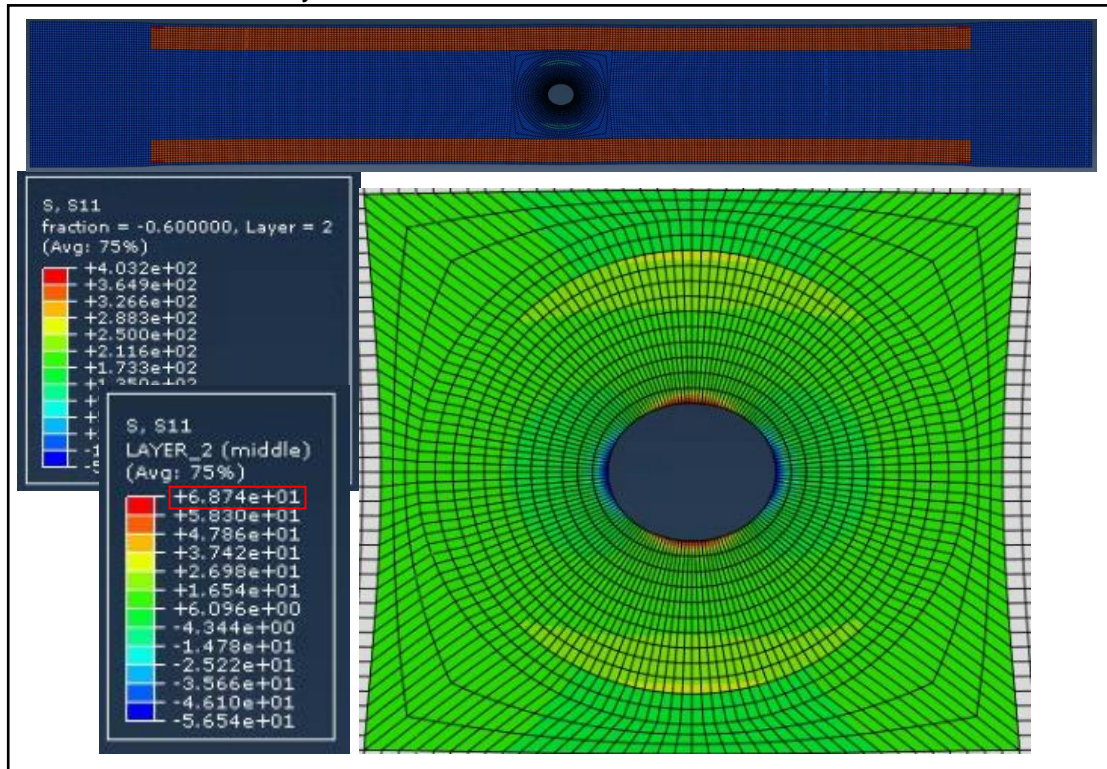 S, S11
fraction = -0.600000, Layer = 2
(Avg: 75%)
+4.032e+02
+3.649e+02
+3.266e+02
+2.883e+02
+2.500e+02
+2.116e+02
+1.733e+02
+1.350e+02
S, S11
LAYER_2 (middle)
(Avg: 75%)
+6.874e+01
+5.830e+01
+4.786e+01
+3.742e+01
+2.698e+01
+1.654e+01
+6.096e+00
-4.344e+00
-1.478e+01
-2.522e+01
-3.566e+01
-4.610e+01
-5.654e+01